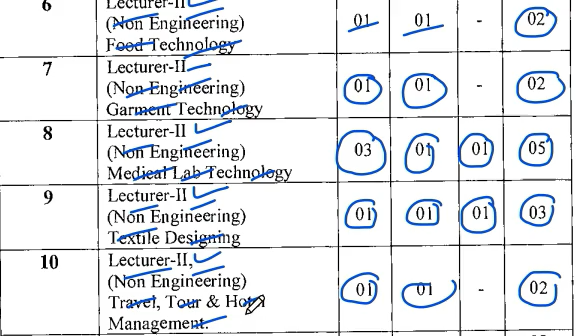 6 Lecturer-II 01 01 - 02
(Non Engineering)
Food Technology
7 Lecturer-II 01 01 - 02
(Non Engineering)
Garment Technology
8 Lecturer-II 03 01 01 05
(Non Engineering)
Medical Lab Technology
9 Lecturer-II 01 01 01 03
(Non Engineering)
Textile Designing
10 Lecturer-II, 01 01 - 02
(Non Engineering)
Travel, Tour & Hotel
Management.